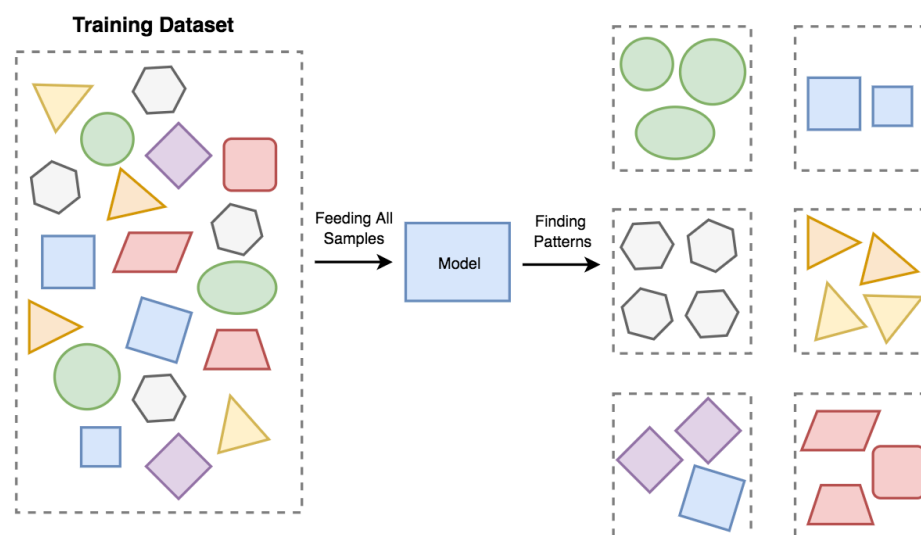 Training Dataset
Feeding All
Samples
Model
Finding
Patterns